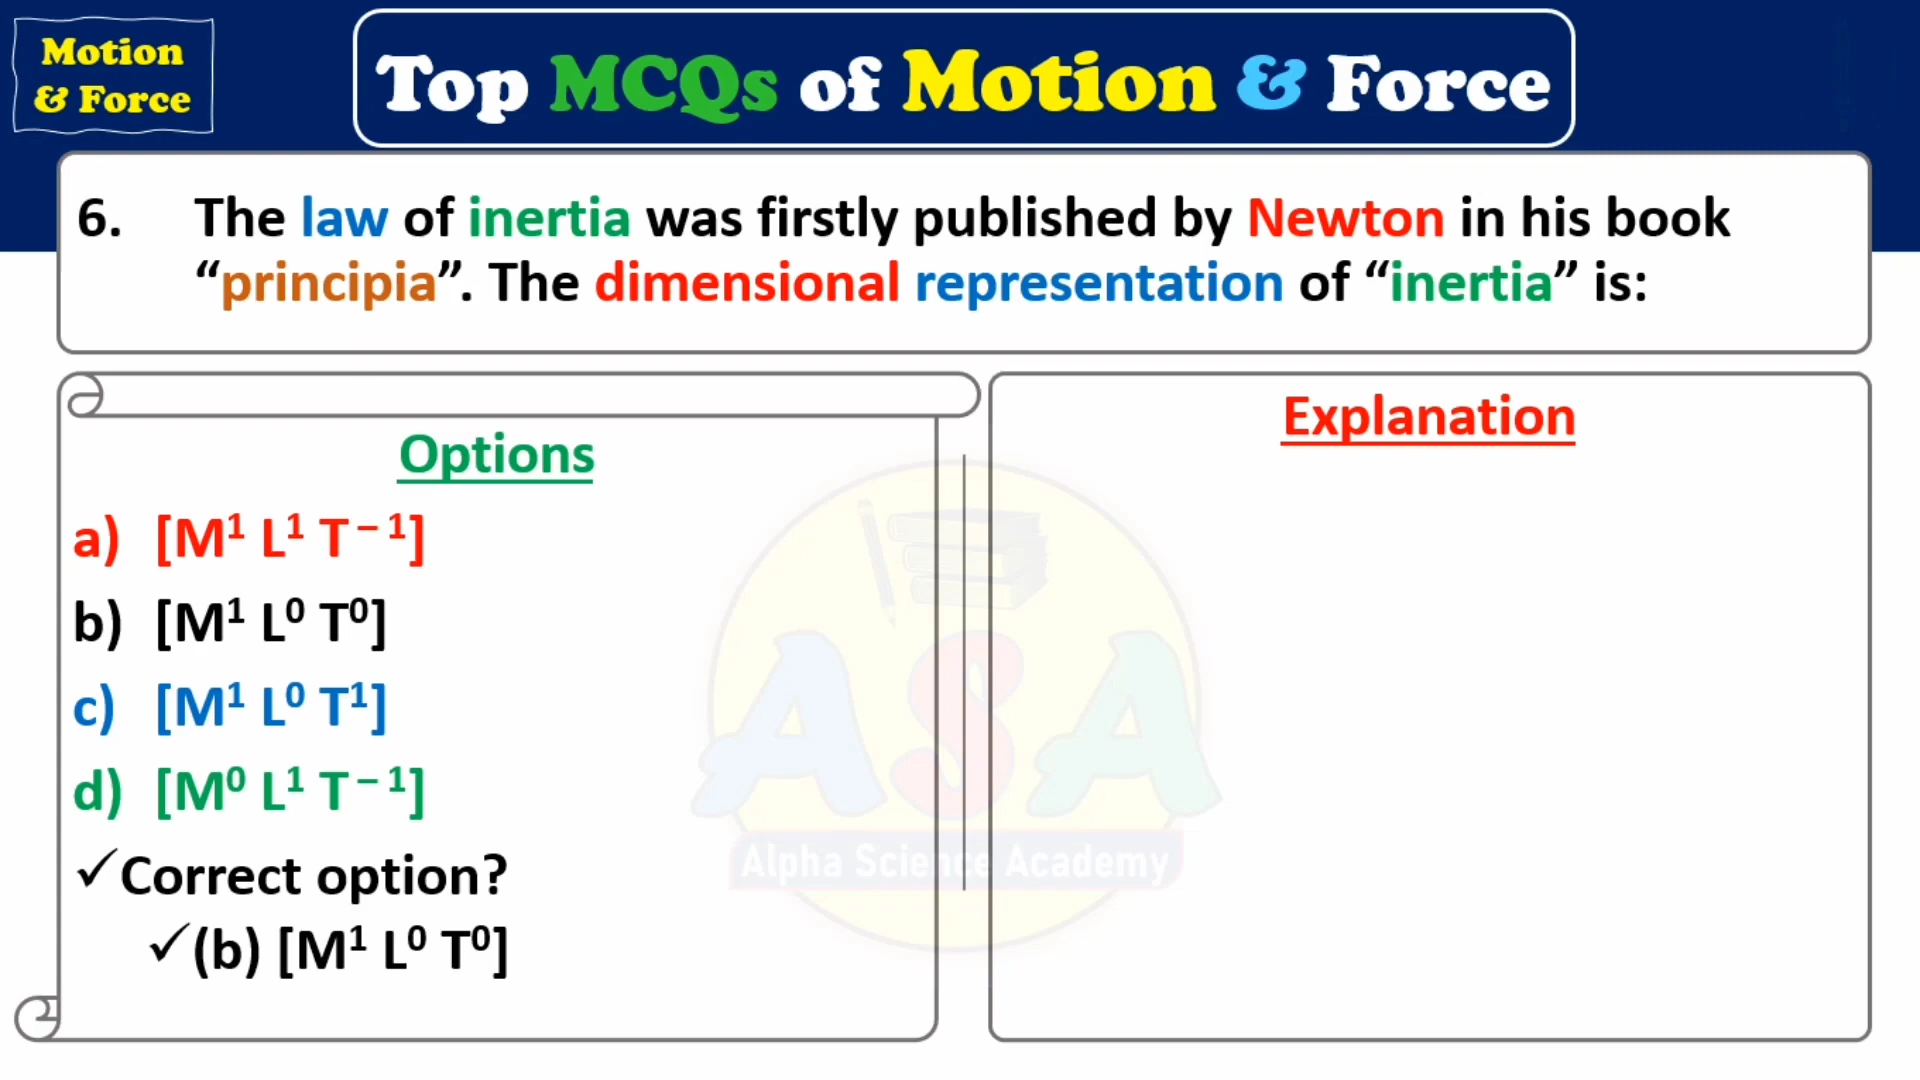 Motion
& Force
Top MCQs of Motion & Force
6. The law of inertia was firstly published by Newton in his book
“principia”. The dimensional representation of “inertia” is:
Options
a) [M¹ L¹ T⁻¹]
b) [M¹ L⁰ T⁰]
c) [M¹ L⁰ T¹]
d) [M⁰ L¹ T⁻¹]
✓Correct option?
✓(b) [M¹ L⁰ T⁰]
Explanation
ASA
Alpha Science Academy